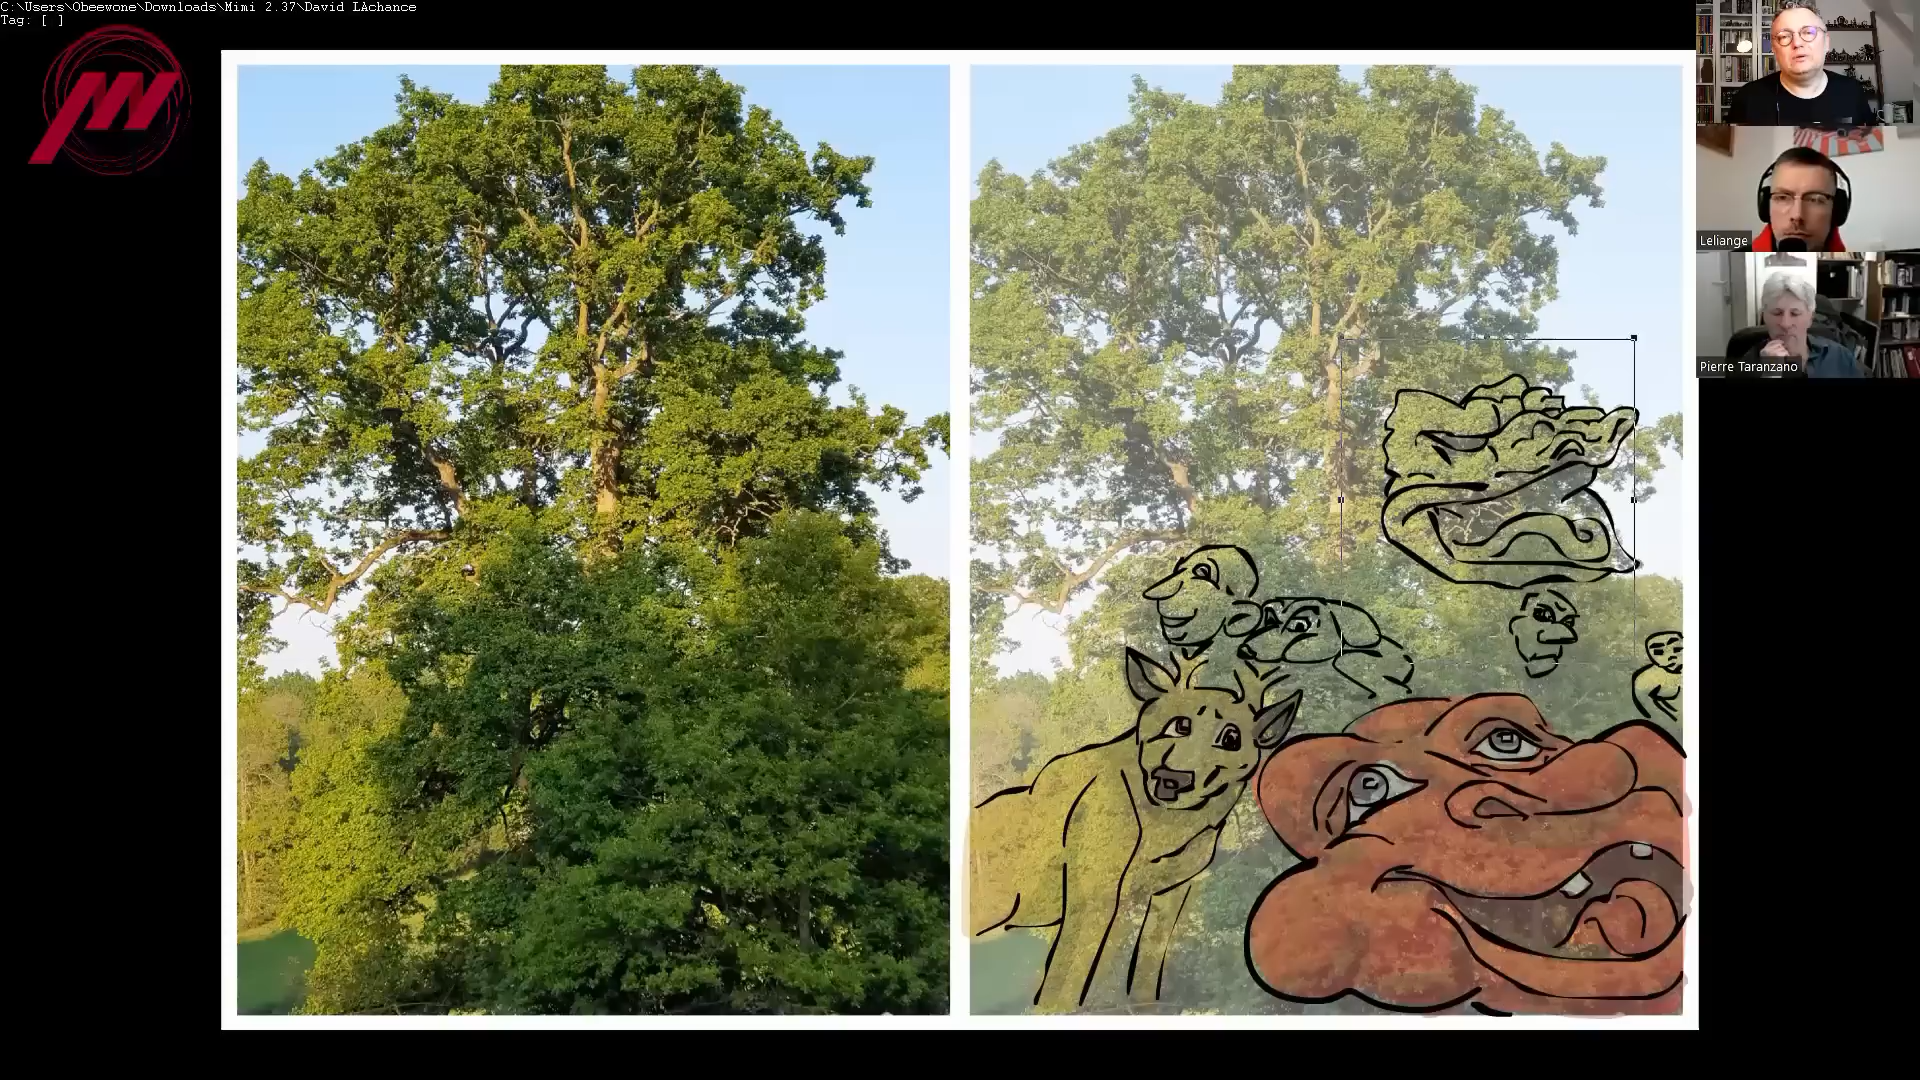 C:\Users\Obeewone\Downloads\Mimi 2.37\David LAchance
Tag: [ ]
Leliange
Pierre Taranzano